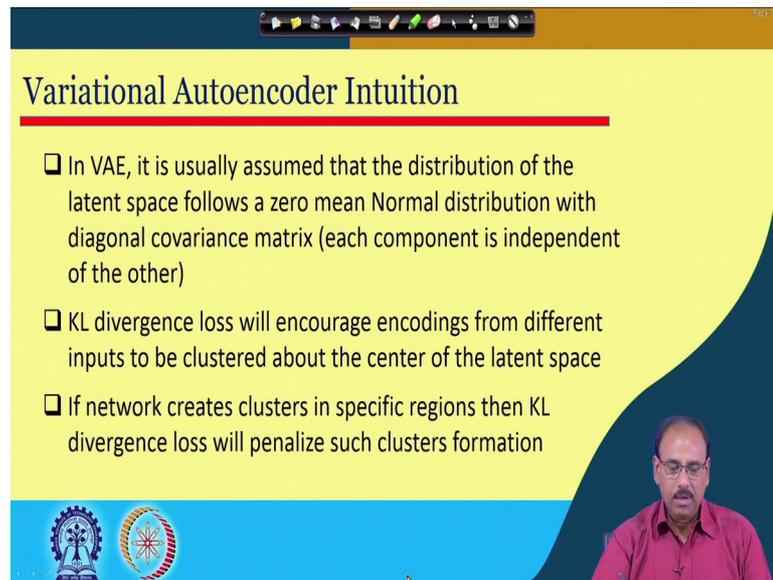 Page
Variational Autoencoder Intuition
❑ In VAE, it is usually assumed that the distribution of the
latent space follows a zero mean Normal distribution with
diagonal covariance matrix (each component is independent
of the other)
❑ KL divergence loss will encourage encodings from different
inputs to be clustered about the center of the latent space
❑ If network creates clusters in specific regions then KL
divergence loss will penalize such clusters formation